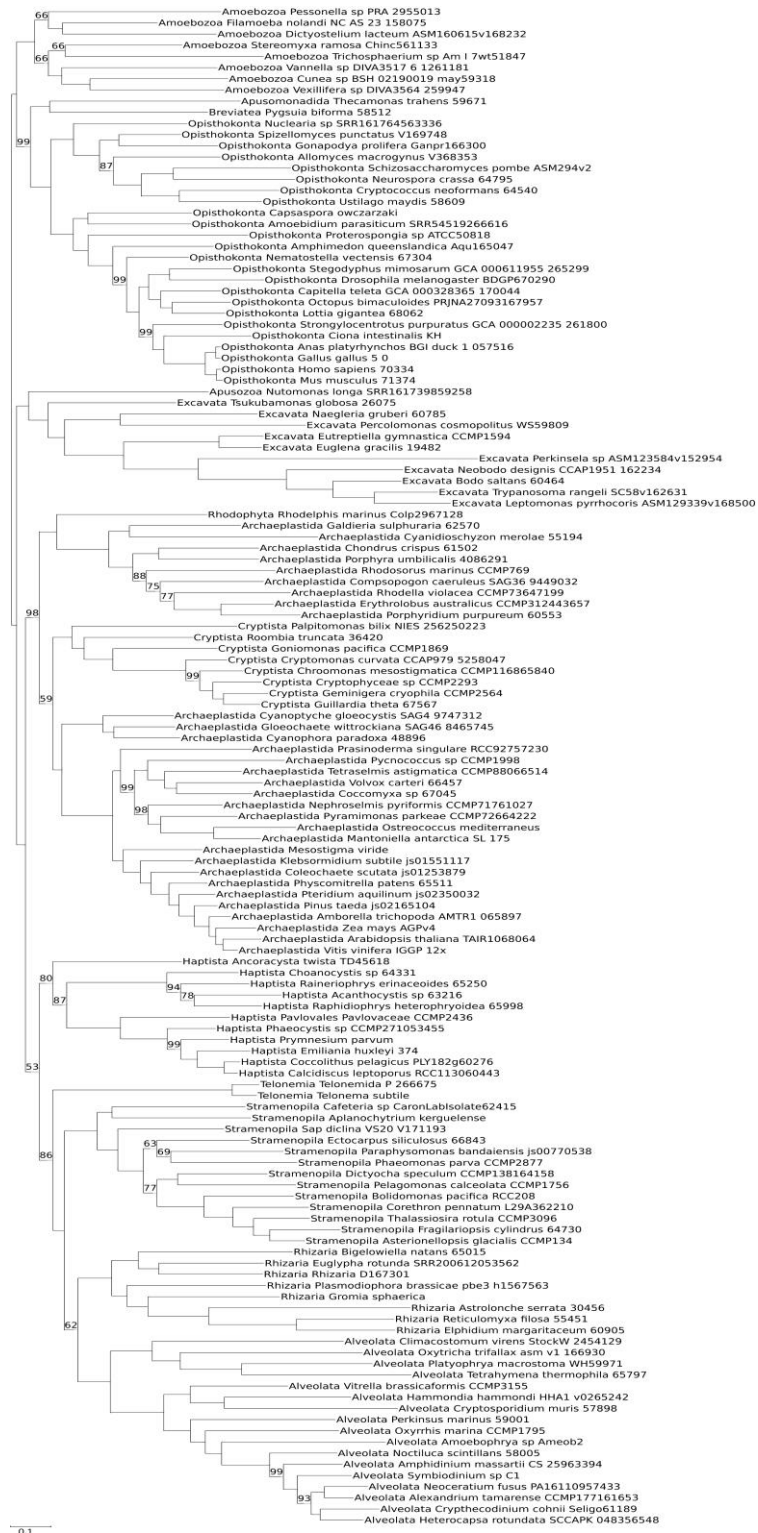 66
Amoebozoa Pessonella sp PRA 2955013
Amoebozoa Filamoeba nolandi NC AS 23 158075
Amoebozoa Dictyostelium lacteum ASM160615v168232
66
Amoebozoa Stereomyxa ramosa Chinc561133
66
Amoebozoa Trichosphaerium sp Am I 7wt51847
Amoebozoa Vannella sp DIVA3517 6 1261181
Amoebozoa Cunea sp BSH 02190019 may59318
Amoebozoa Vexillifera sp DIVA3564 259947
Apusomonadida Thecamonas trahens 59671
Breviatea Pygsuia biforma 58512
Opisthokonta Nuclearia sp SRR161764563336
Opisthokonta Spizellomyces punctatus V169748
99
Opisthokonta Gonapodya prolifera Ganpr166300
Opisthokonta Allomyces macrogynus V368353
87
Opisthokonta Schizosaccharomyces pombe ASM294v2
Opisthokonta Neurospora crassa 64795
Opisthokonta Cryptococcus neoformans 64540
Opisthokonta Ustilago maydis 58609
Opisthokonta Capsaspora owczarzaki
Opisthokonta Amoebidium parasiticum SRR54519266616
Opisthokonta Proterospongia sp ATCC50818
Opisthokonta Amphimedon queenslandica Aqu165047
Opisthokonta Nematostella vectensis 67304
Opisthokonta Stegodyphus mimosarum GCA 000611955 265299
99
Opisthokonta Drosophila melanogaster BDGP670290
Opisthokonta Capitella teleta GCA 000328365 170044
Opisthokonta Octopus bimaculoides PRJNA27093167957
Opisthokonta Lottia gigantea 68062
Opisthokonta Strongylocentrotus purpuratus GCA 000002235 261800
99
Opisthokonta Ciona intestinalis KH
Opisthokonta Anas platyrhynchos BGI duck 1 057516
Opisthokonta Gallus gallus 5 0
Opisthokonta Homo sapiens 70334
Opisthokonta Mus musculus 71374
Apusozoa Nutomonas longa SRR161739859258
Excavata Tsukubamonas globosa 26075
Excavata Naegleria gruberi 60785
Excavata Percolomonas cosmopolitus WS59809
Excavata Eutreptiella gymnastica CCMP1594
Excavata Euglena gracilis 19482
Excavata Perkinsela sp ASM123584v152954
Excavata Neobodo designis CCAP1951 162234
Excavata Bodo saltans 60464
Excavata Trypanosoma rangeli SC58v162631
Excavata Leptomonas pyrrhocoris ASM129339v168500
Rhodophyta Rhodelphis marinus Colp2967128
Archaeplastida Galdieria sulphuraria 62570
Archaeplastida Cyanidioschyzon merolae 55194
Archaeplastida Chondrus crispus 61502
Archaeplastida Porphyra umbilicalis 4086291
88
Archaeplastida Rhodosorus marinus CCMP769
75
Archaeplastida Compsopogon caeruleus SAG36 9449032
77
Archaeplastida Rhodella violacea CCMP73647199
Archaeplastida Erythrolobus australicus CCMP312443657
98
Archaeplastida Porphyridium purpureum 60553
Cryptista Palpitomonas bilix NIES 256250223
Cryptista Roombia truncata 36420
Cryptista Goniomonas pacifica CCMP1869
Cryptista Cryptomonas curvata CCAP979 5258047
99
Cryptista Chroomonas mesostigmatica CCMP116865840
Cryptista Cryptophyceae sp CCMP2293
59
Cryptista Geminigera cryophila CCMP2564
Cryptista Guillardia theta 67567
Archaeplastida Cyanoptyche gloeocystis SAG4 9747312
Archaeplastida Gloeochaete wittrockiana SAG46 8465745
Archaeplastida Cyanophora paradoxa 48896
Archaeplastida Prasinoderma singulare RCC92757230
Archaeplastida Pycnococcus sp CCMP1998
Archaeplastida Tetraselmis astigmatica CCMP88066514
99
Archaeplastida Volvox carteri 66457
Archaeplastida Coccomyxa sp 67045
98
Archaeplastida Nephroselmis pyriformis CCMP71761027
Archaeplastida Pyramimonas parkeae CCMP72664222
Archaeplastida Ostreococcus mediterraneus
Archaeplastida Mantoniella antarctica SL 175
Archaeplastida Mesostigma viride
Archaeplastida Klebsormidium subtile js01551117
Archaeplastida Coleochaete scutata js01253879
Archaeplastida Physcomitrella patens 65511
Archaeplastida Pteridium aquilinum js02350032
Archaeplastida Pinus taeda js02165104
Archaeplastida Amborella trichopoda AMTR1 065897
Archaeplastida Zea mays AGPv4
Archaeplastida Arabidopsis thaliana TAIR1068064
Archaeplastida Vitis vinifera IGGP 12x
Haptista Ancoracysta twista TD45618
80
Haptista Choanocystis sp 64331
94
Haptista Raineriophrys erinaceoides 65250
87
78
Haptista Acanthocystis sp 63216
Haptista Raphidiophrys heterophryoidea 65998
Haptista Pavlovales Pavlovaceae CCMP2436
Haptista Phaeocystis sp CCMP271053455
99
Haptista Prymnesium parvum
Haptista Emiliania huxleyi 374
53
Haptista Coccolithus pelagicus PLY182g60276
Haptista Calcidiscus leptoporus RCC113060443
Telonemia Telonemida P 266675
Telonemia Telonema subtile
Stramenopila Cafeteria sp CaronLabIsolate62415
Stramenopila Aplanochytrium kerguelense
Stramenopila Sap diclina VS20 V171193
63
Stramenopila Ectocarpus siliculosus 66843
69
Stramenopila Paraphysomonas bandaiensis js00770538
86
Stramenopila Phaeomonas parva CCMP2877
Stramenopila Dictyocha speculum CCMP138164158
77
Stramenopila Pelagomonas calceolata CCMP1756
Stramenopila Bolidomonas pacifica RCC208
Stramenopila Corethron pennatum L29A362210
Stramenopila Thalassiosira rotula CCMP3096
Stramenopila Fragilariopsis cylindrus 64730
Stramenopila Asterionellopsis glacialis CCMP134
Rhizaria Bigelowiella natans 65015
Rhizaria Euglypha rotunda SRR200612053562
Rhizaria Rhizaria D167301
Rhizaria Plasmodiophora brassicae pbe3 h1567563
Rhizaria Gromia sphaerica
Rhizaria Astrolonche serrata 30456
62
Rhizaria Reticulomyxa filosa 55451
Rhizaria Elphidium margaritaceum 60905
Alveolata Climacostomum virens StockW 2454129
Alveolata Oxytricha trifallax asm v1 166930
Alveolata Platyophrya macrostoma WH59971
Alveolata Tetrahymena thermophila 65797
Alveolata Vitrella brassicaformis CCMP3155
Alveolata Hammondia hammondi HHA1 v0265242
Alveolata Cryptosporidium muris 57898
Alveolata Perkinsus marinus 59001
Alveolata Oxyrrhis marina CCMP1795
Alveolata Amoebophrya sp Ameob2
Alveolata Noctiluca scintillans 58005
99
Alveolata Amphidinium massartii CS 25963394
Alveolata Symbiodinium sp C1
Alveolata Neoceratium fusus PA16110957433
93
Alveolata Alexandrium tamarense CCMP177161653
Alveolata Crypthecodinium cohnii Seligo61189
Alveolata Heterocapsa rotundata SCCAPK 048356548
0.1